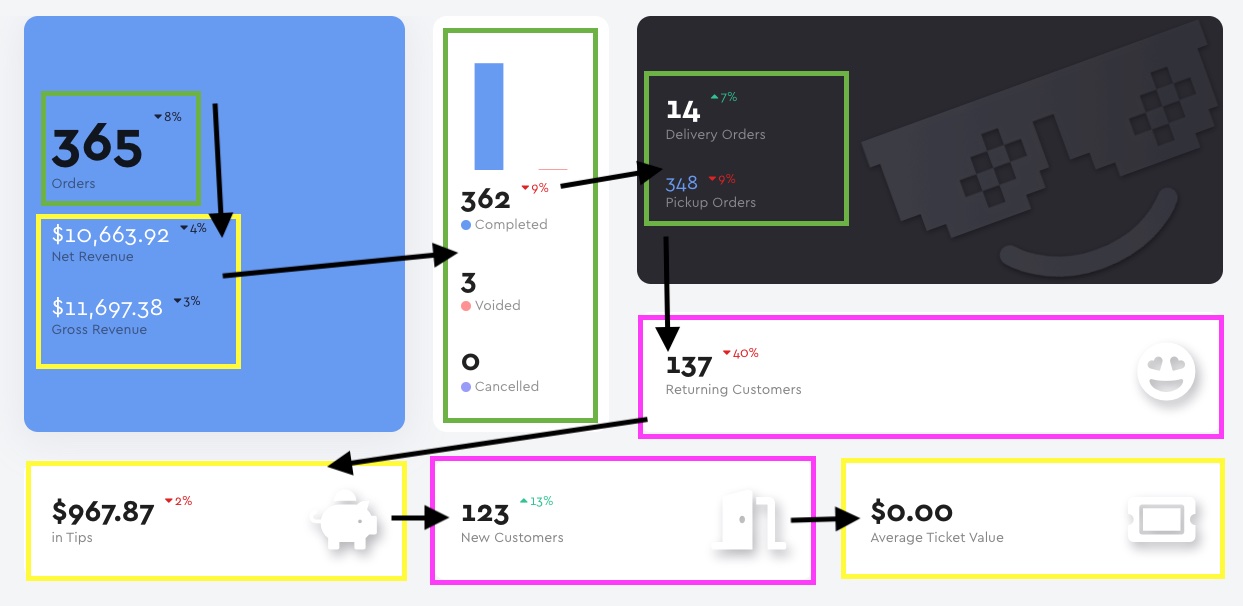 8%
365
Orders
$10,663.92 4%
Net Revenue
$11,697.38 3%
Gross Revenue
362 9%
Completed
3
Voided
0
Cancelled
14 7%
Delivery Orders
348 9%
Pickup Orders
137 40%
Returning Customers
$967.87 2%
in Tips
123 13%
New Customers
$0.00
Average Ticket Value